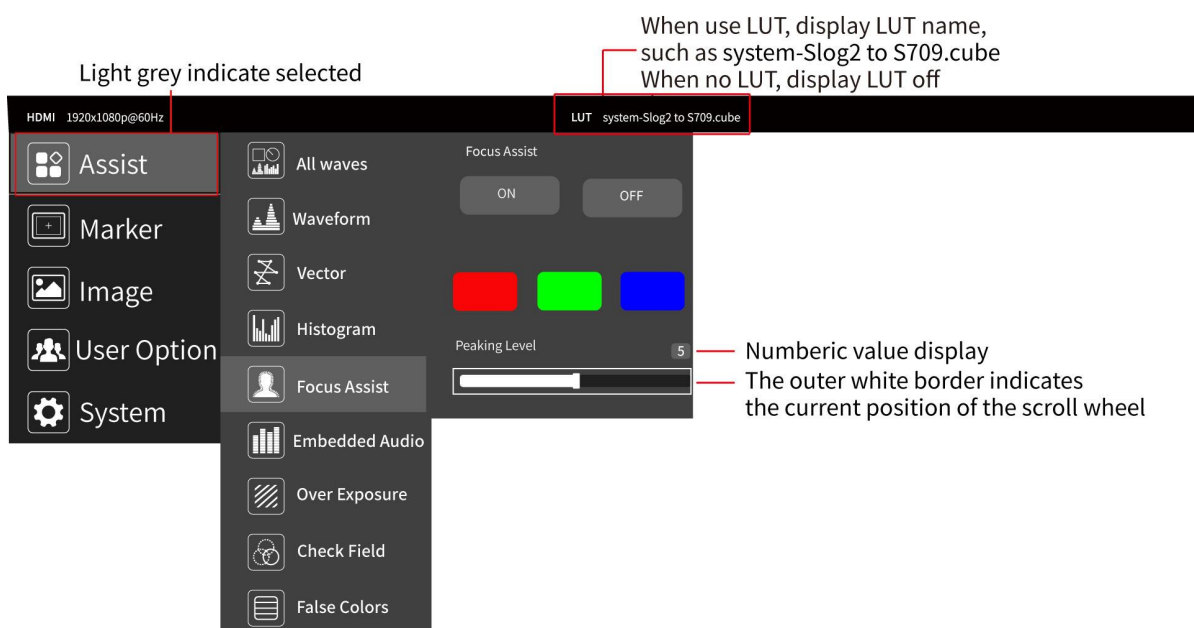 When use LUT, display LUT name,
such as system-Slog2 to S709.cube
When no LUT, display LUT off
Light grey indicate selected
HDMI 1920x1080p@60Hz
LUT system-Slog2 to S709.cube
Assist
Marker
Image
User Option
System
All waves
Waveform
Vector
Histogram
Focus Assist
Embedded Audio
Over Exposure
Check Field
False Colors
Focus Assist
ON
OFF
Peaking Level
5
Numberic value display
The outer white border indicates
the current position of the scroll wheel